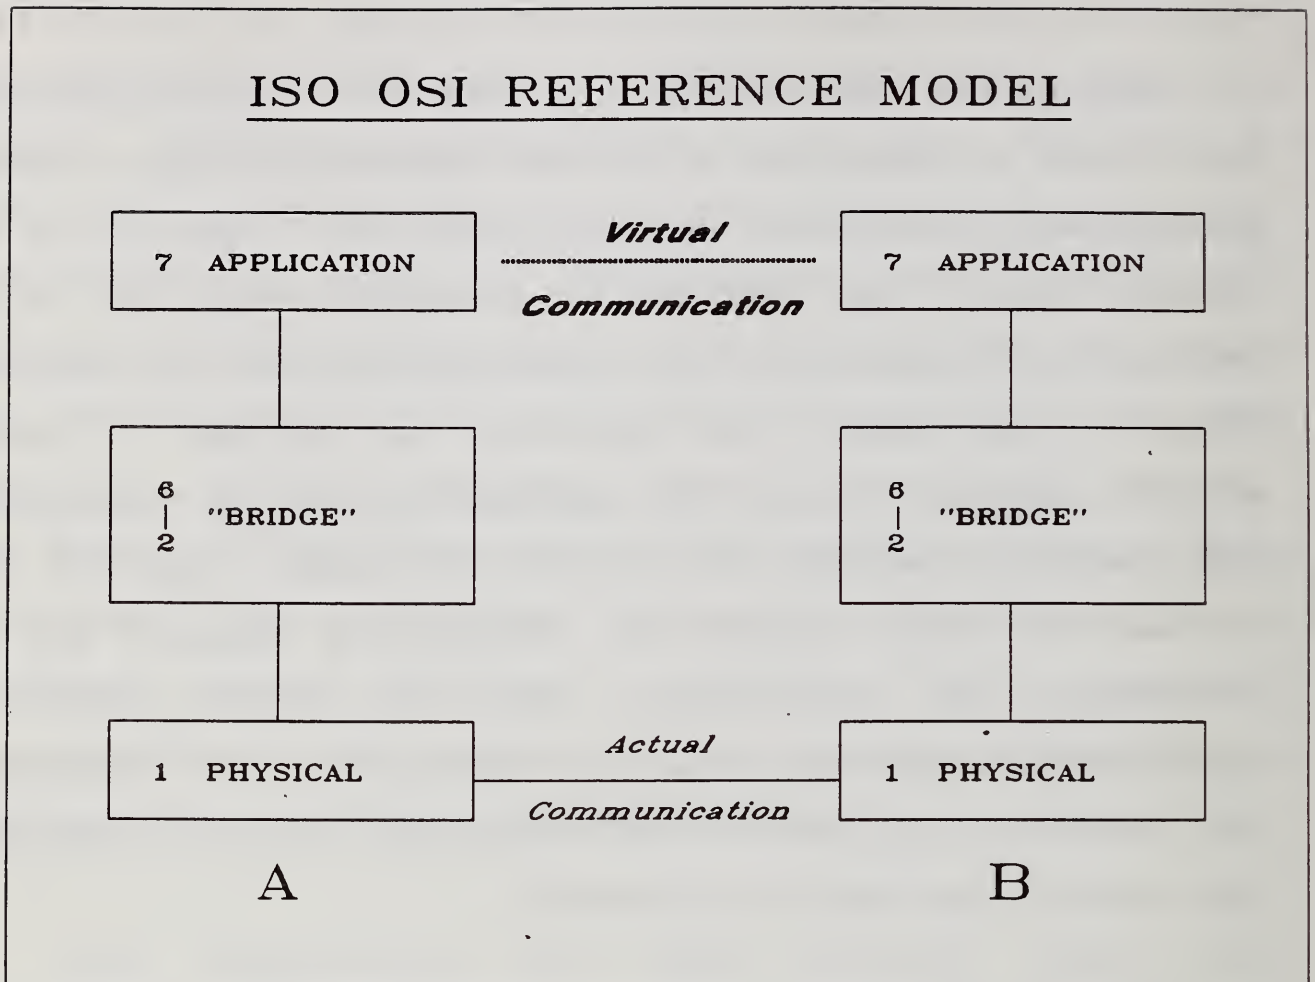 ISO OSI REFERENCE MODEL
7 APPLICATION
Virtual
Communication
7 APPLICATION
6
|
2
"BRIDGE"
6
|
2
"BRIDGE"
1 PHYSICAL
Actual
Communication
1 PHYSICAL
A
B